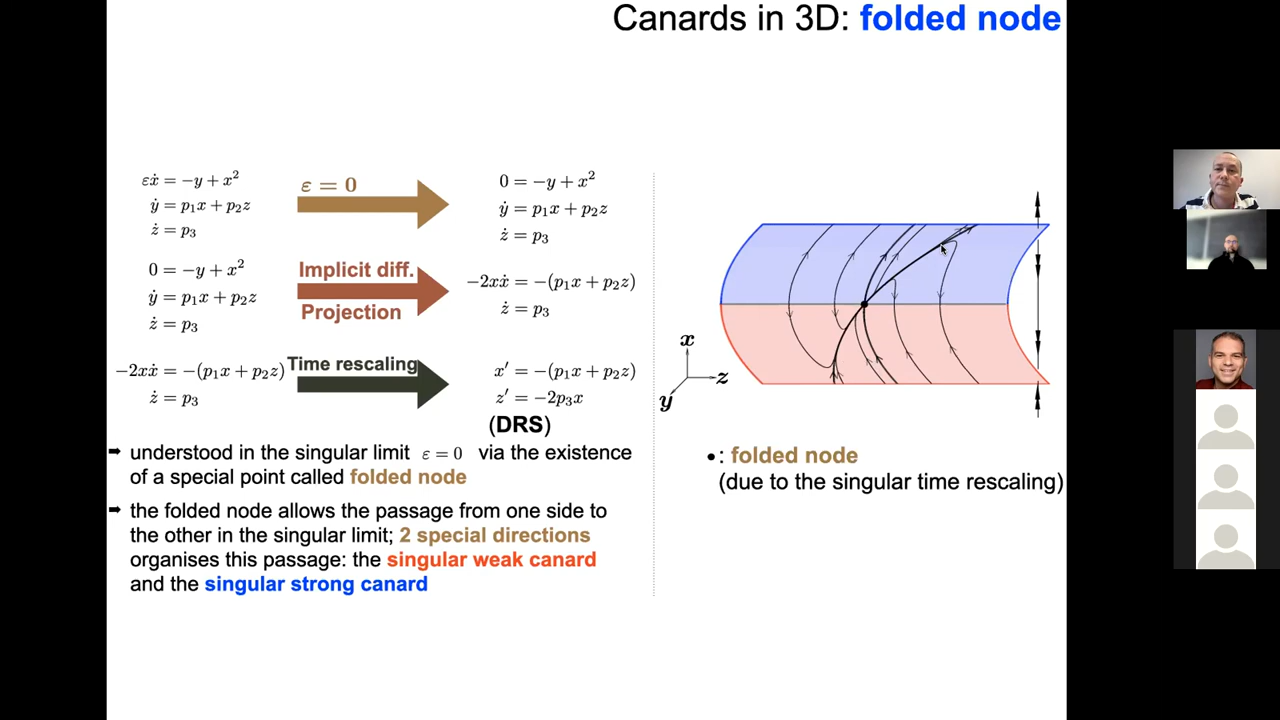 Canards in 3D: folded node
εẋ = −y + x²
ẏ = p₁x + p₂z
ż = p₃
ε = 0
0 = −y + x²
ẏ = p₁x + p₂z
ż = p₃
0 = −y + x²
ẏ = p₁x + p₂z
ż = p₃
Implicit diff.
Projection
−2xẋ = −(p₁x + p₂z)
ż = p₃
−2xẋ = −(p₁x + p₂z)
ż = p₃
Time rescaling
x′ = −(p₁x + p₂z)
z′ = −2p₃x
(DRS)
➡ understood in the singular limit ε = 0 via the existence
of a special point called folded node
➡ the folded node allows the passage from one side to
the other in the singular limit; 2 special directions
organises this passage: the singular weak canard
and the singular strong canard
x
z
y
•: folded node
(due to the singular time rescaling)